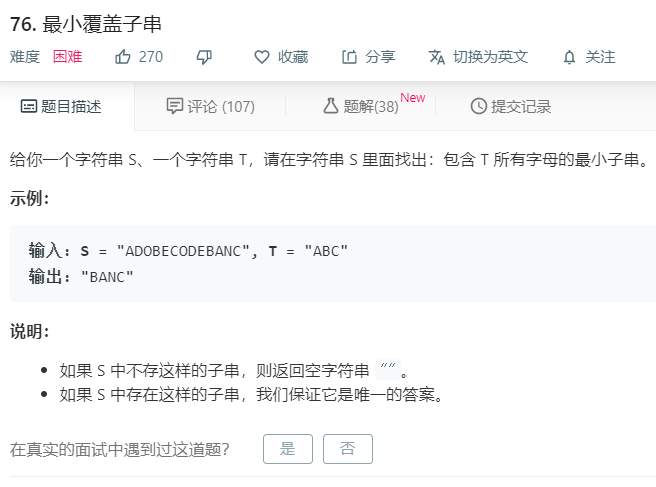 76. 最小覆盖子串
难度 困难 270 收藏 分享 切换为英文 关注
题目描述 评论 (107) 题解(38) New 提交记录
给你一个字符串 S、一个字符串 T，请在字符串 S 里面找出：包含 T 所有字母的最小子串。
示例：
输入: S = "ADOBECODEBANC", T = "ABC"
输出: "BANC"
说明：
如果 S 中不存这样的子串，则返回空字符串 ""。
如果 S 中存在这样的子串，我们保证它是唯一的答案。
在真实的面试中遇到过这道题？ 是 否